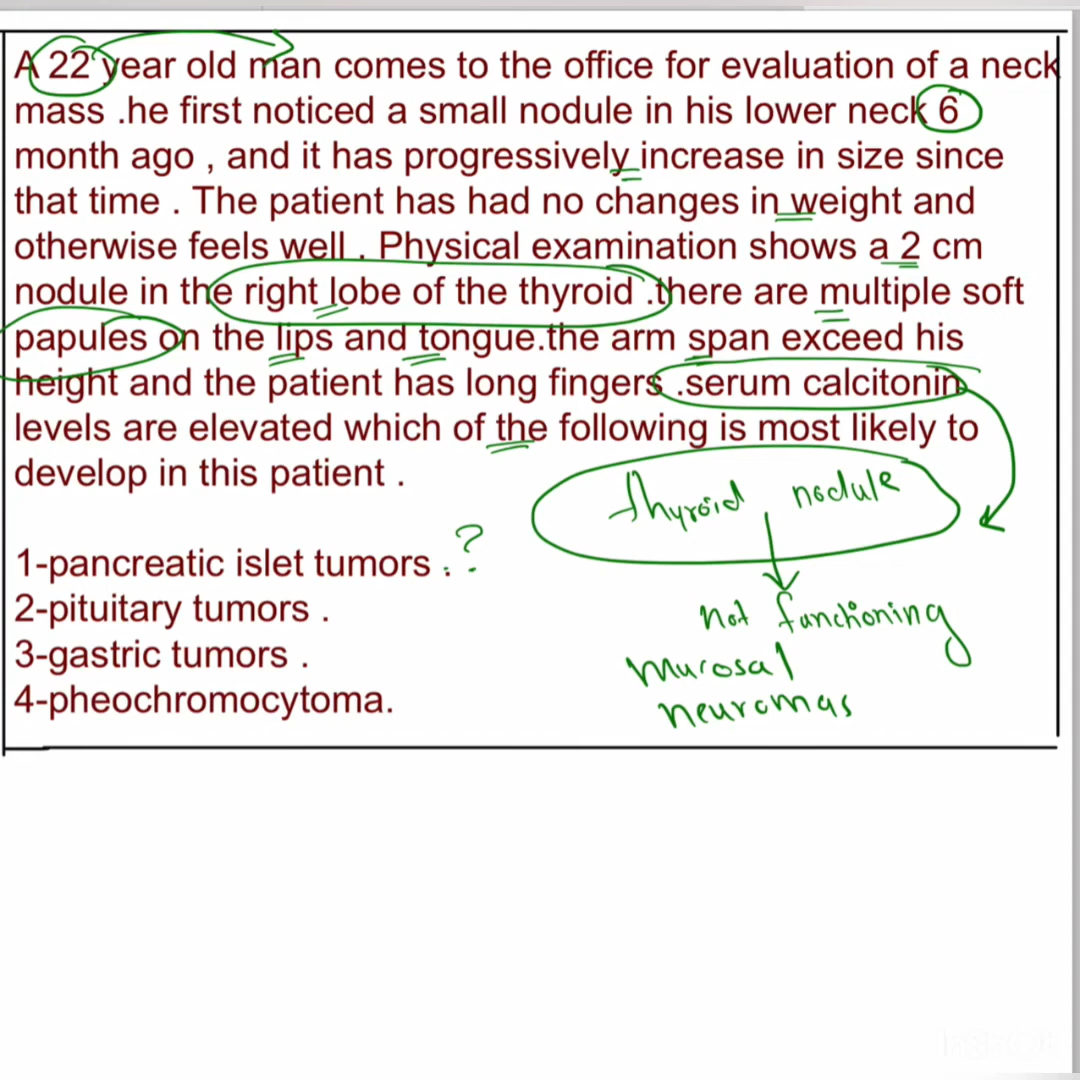 A 22 year old man comes to the office for evaluation of a neck
mass .he first noticed a small nodule in his lower neck 6
month ago , and it has progressively increase in size since
that time . The patient has had no changes in weight and
otherwise feels well . Physical examination shows a 2 cm
nodule in the right lobe of the thyroid .there are multiple soft
papules on the lips and tongue.the arm span exceed his
height and the patient has long fingers .serum calcitonin
levels are elevated which of the following is most likely to
develop in this patient .
thyroid nodule
1-pancreatic islet tumors . ?
2-pituitary tumors .
not functioning
3-gastric tumors .
mucosal
4-pheochromocytoma.
neuromas